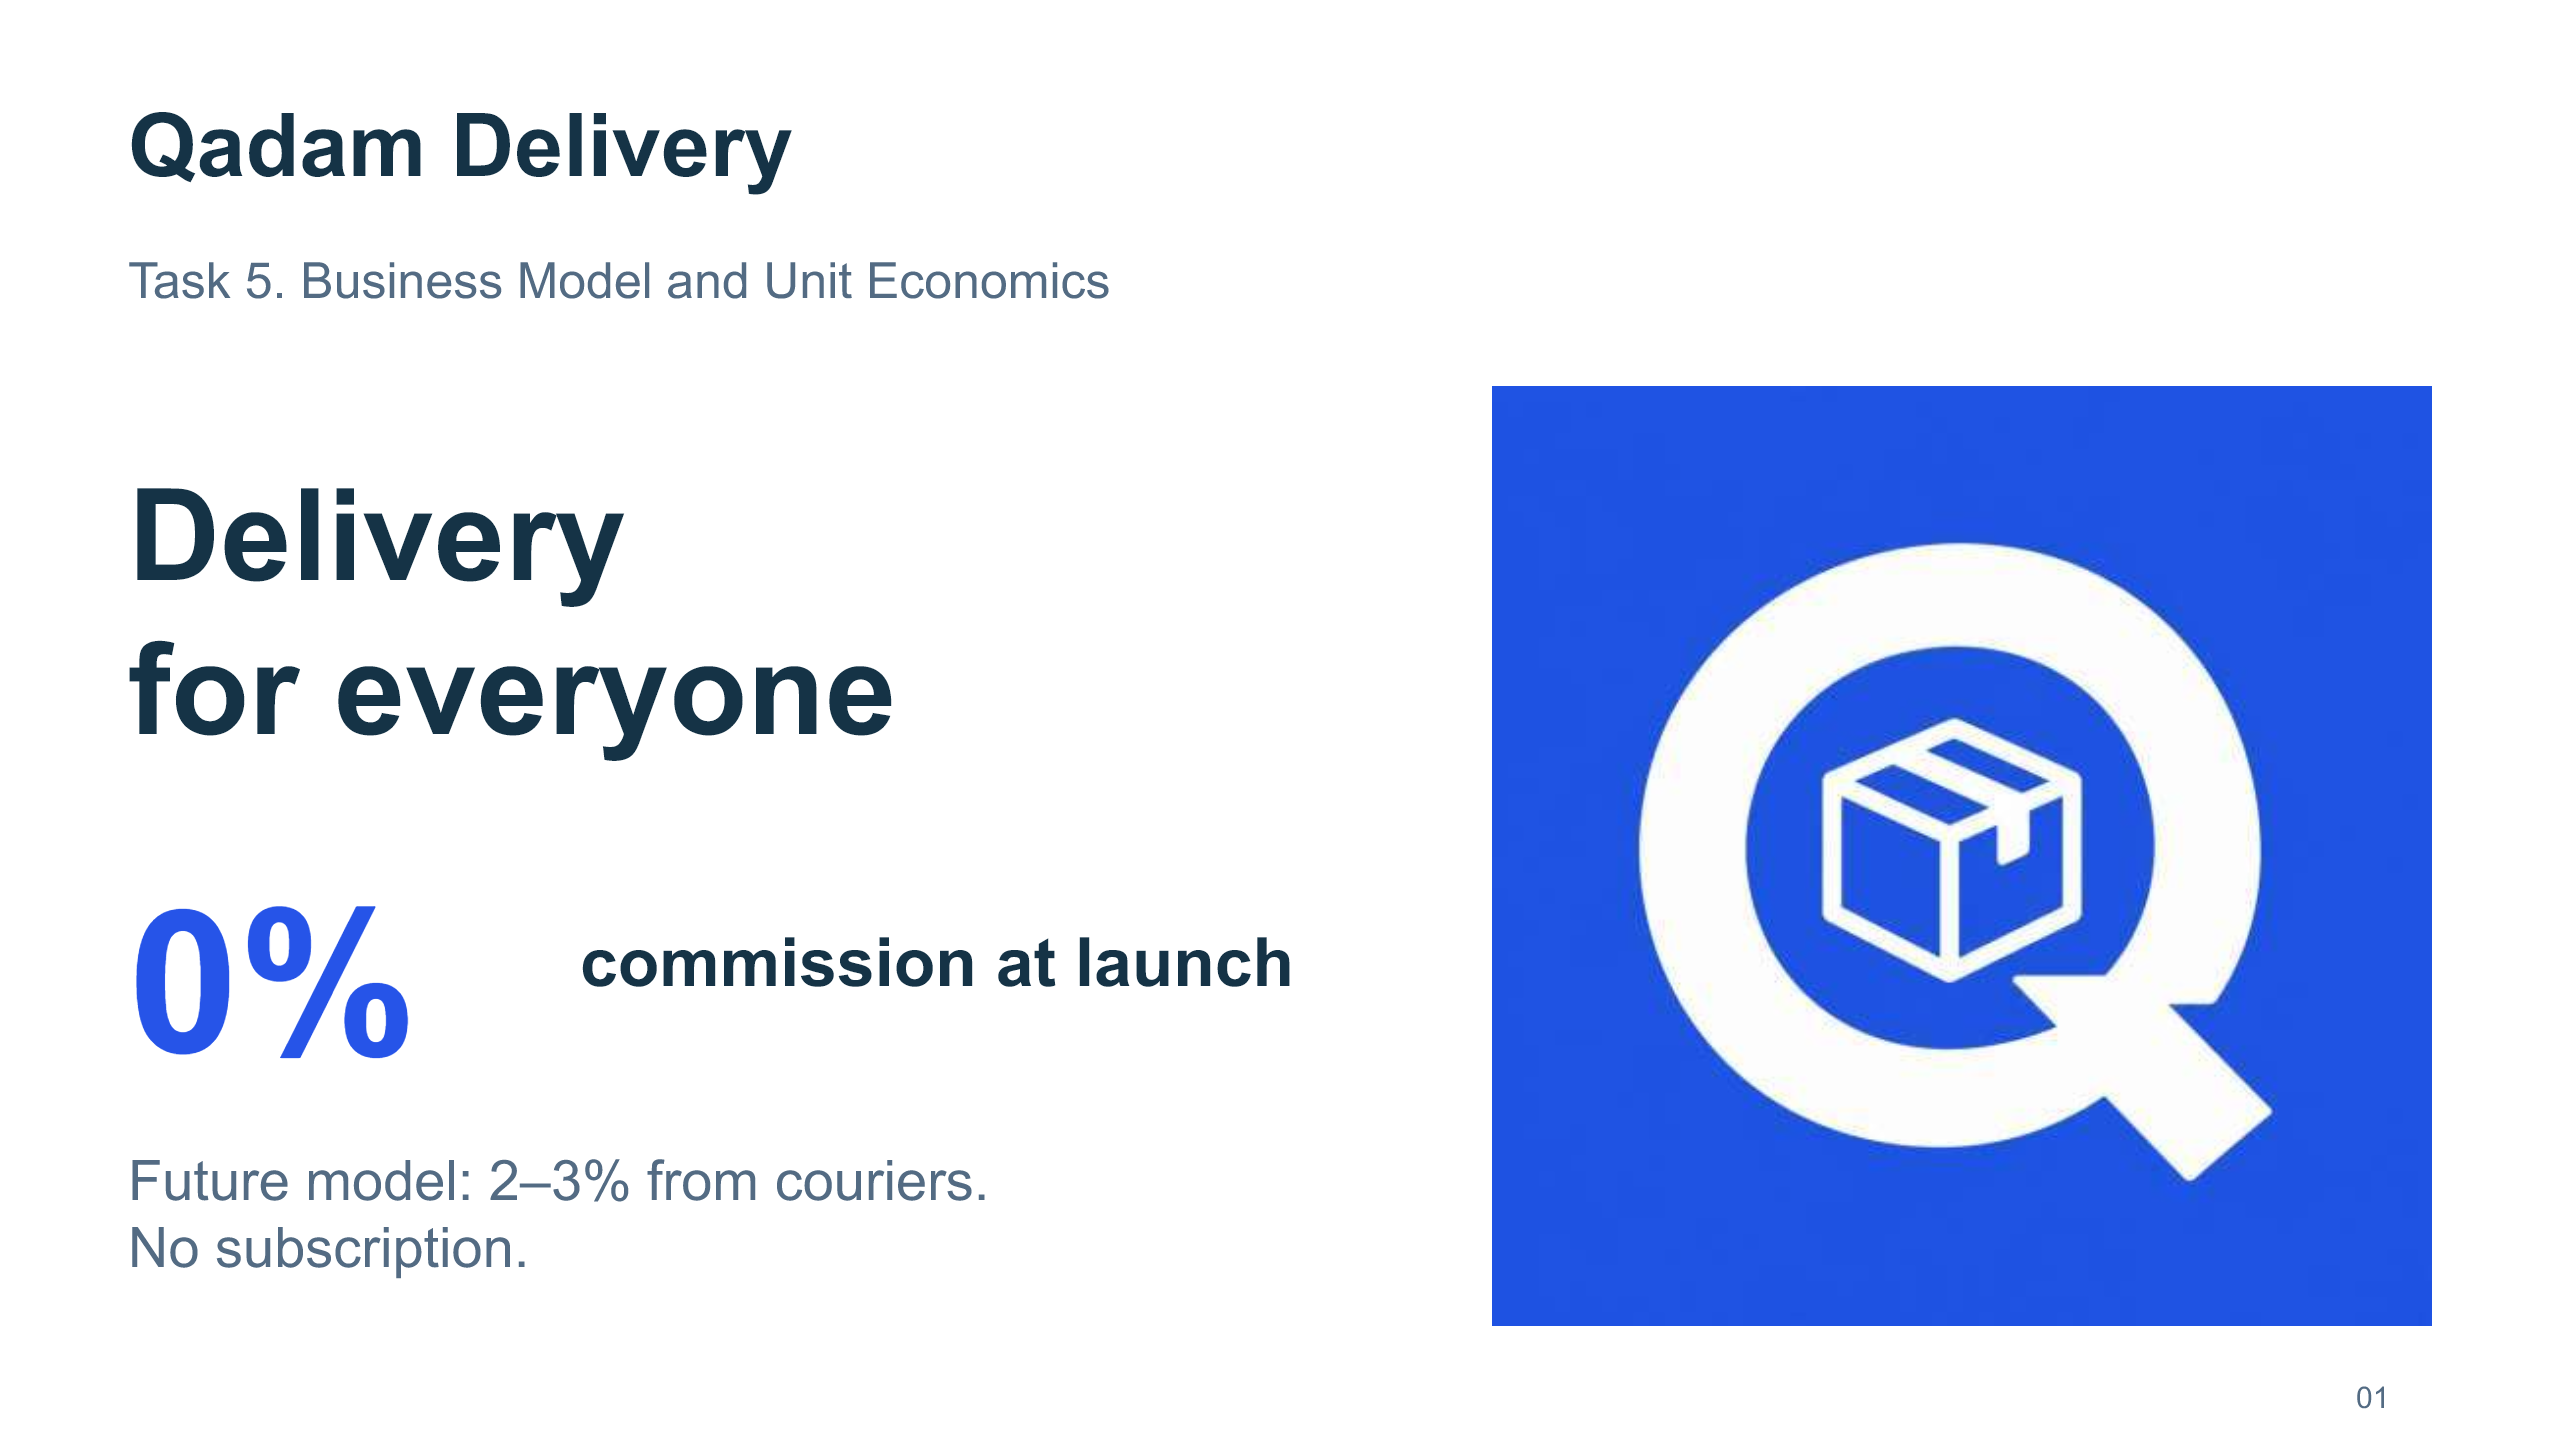 Qadam Delivery
Task 5. Business Model and Unit Economics
Delivery
for everyone
0%
commission at launch
Future model: 2–3% from couriers.
No subscription.
Q
01